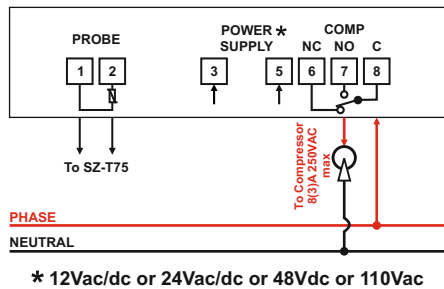 PROBE
POWER *
SUPPLY
COMP
NC NO C
1 2 3 5 6 7 8
To SZ-T75
To Compressor
8(3)A 250VAC
max
PHASE
NEUTRAL
* 12Vac/dc or 24Vac/dc or 48Vdc or 110Vac